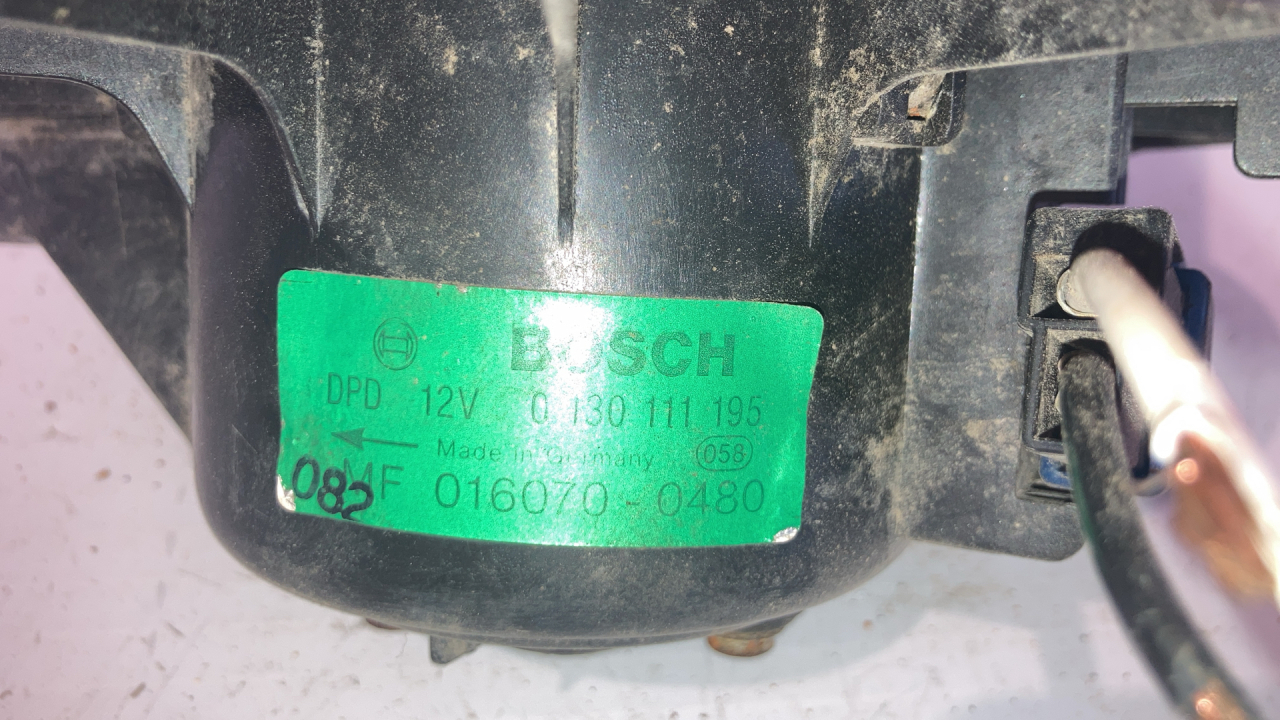 BOSCH
DPD 12V 0 130 111 195
Made in Germany 058
082 MF 016070-0480